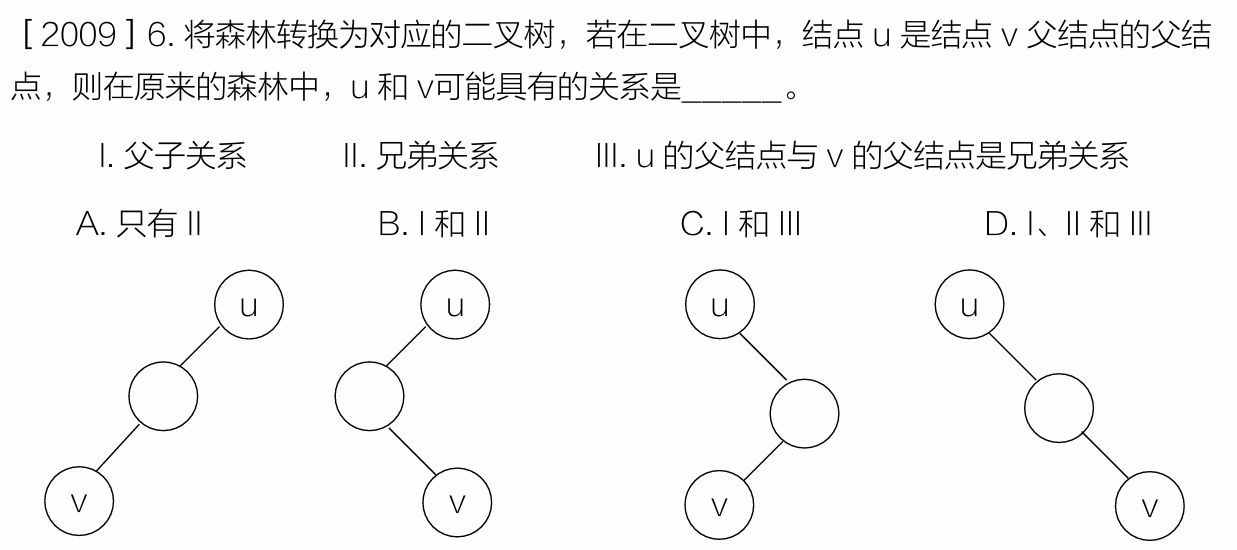 [ 2009 ] 6. 将森林转换为对应的二叉树，若在二叉树中，结点 u 是结点 v 父结点的父结
点，则在原来的森林中，u 和 v可能具有的关系是______。
I. 父子关系 II. 兄弟关系 III. u 的父结点与 v 的父结点是兄弟关系
A. 只有 II B. I 和 II C. I 和 III D. I、II 和 III
u u u u
v v v v